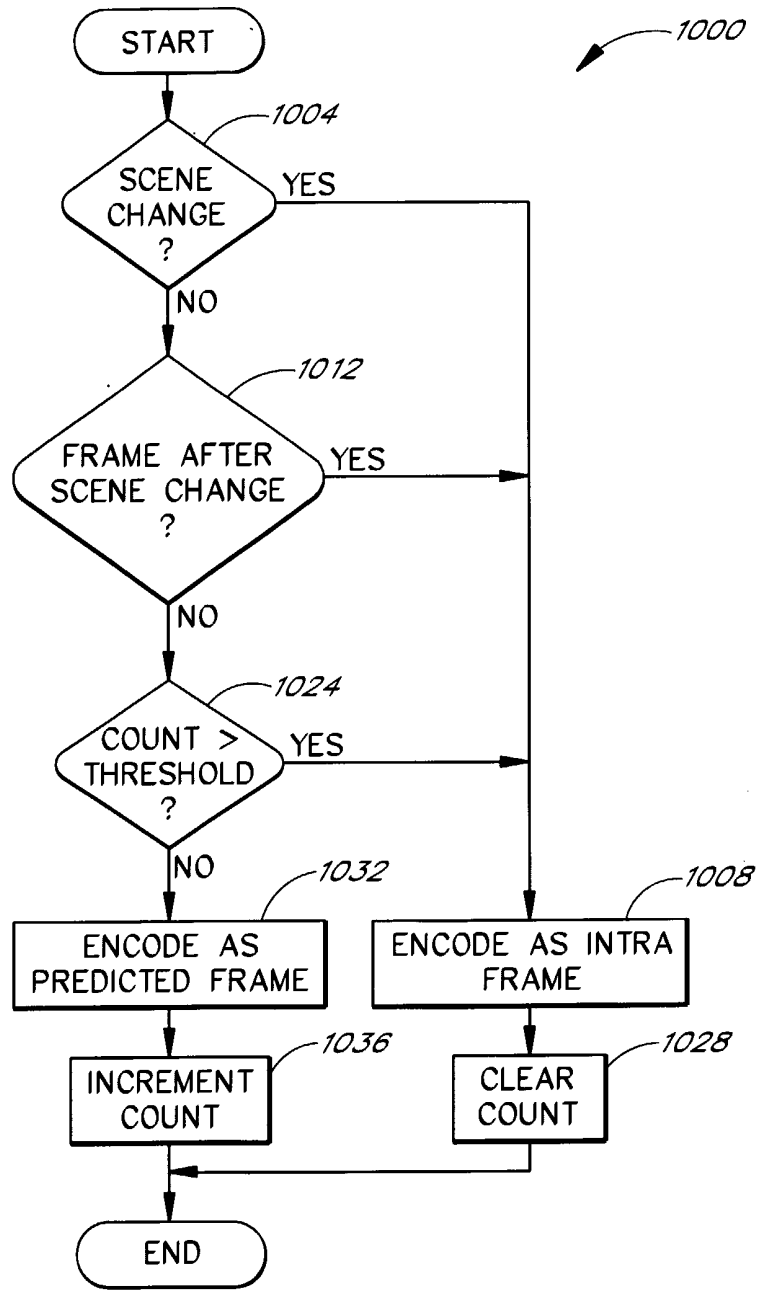 START
1000
1004
SCENE
CHANGE
?
YES
NO
1012
FRAME AFTER
SCENE CHANGE
?
YES
NO
1024
COUNT >
THRESHOLD
?
YES
NO
1032
ENCODE AS
PREDICTED FRAME
1008
ENCODE AS INTRA
FRAME
1036
INCREMENT
COUNT
1028
CLEAR
COUNT
END